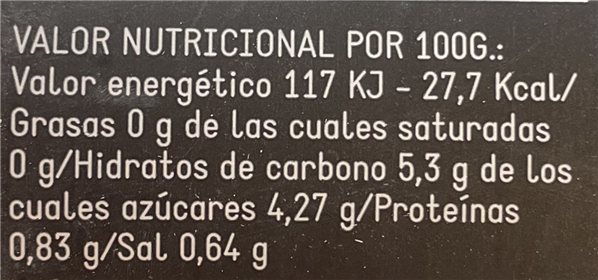 VALOR NUTRICIONAL POR 100G.:
Valor energético 117 KJ - 27,7 Kcal/
Grasas 0 g de las cuales saturadas
0 g/Hidratos de carbono 5,3 g de los
cuales azúcares 4,27 g/Proteínas
0,83 g/Sal 0,64 g